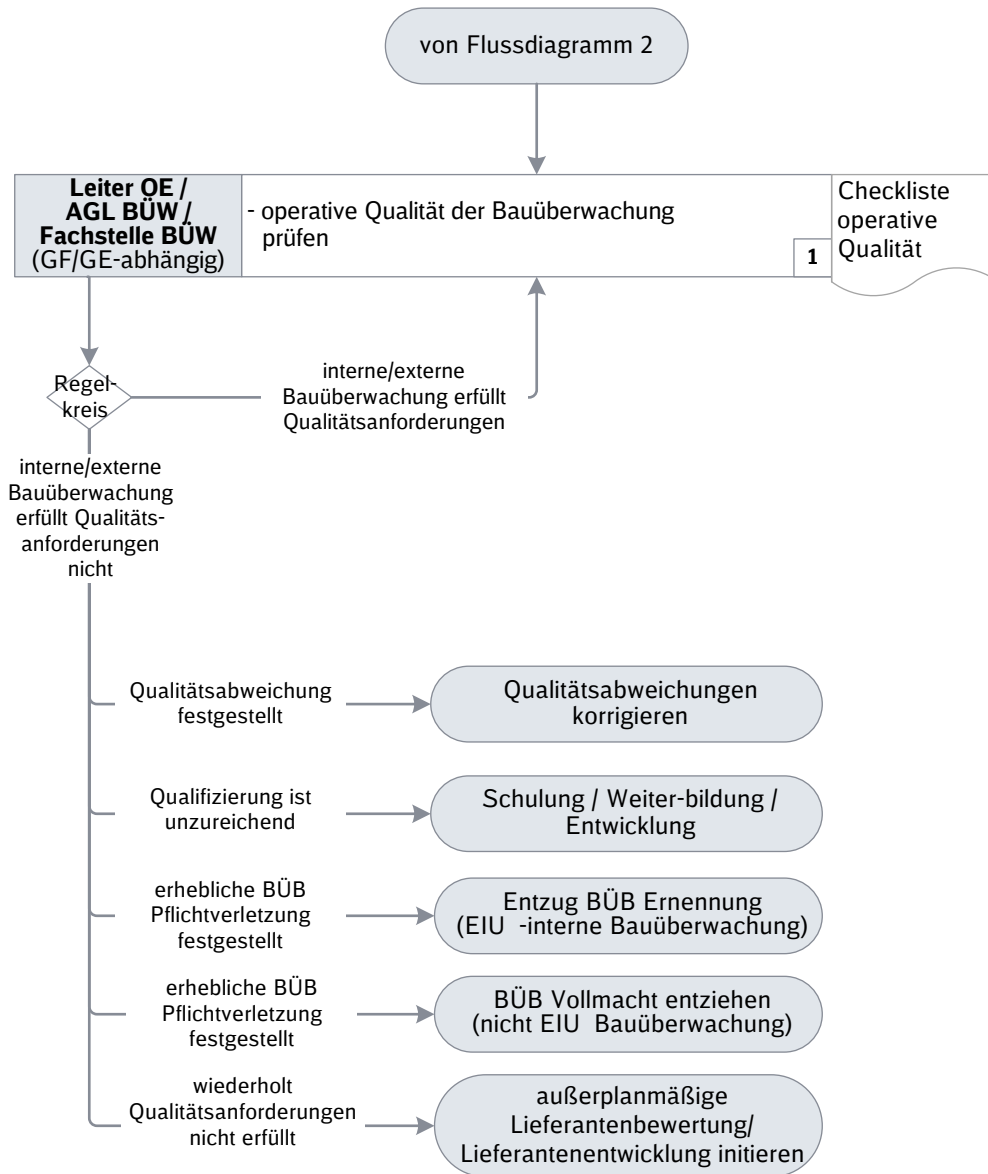 von Flussdiagramm 2
Leiter OE /
AGL BÜW /
Fachstelle BÜW
(GF/GE-abhängig)
- operative Qualität der Bauüberwachung
prüfen
1
Checkliste
operative
Qualität
Regel-
kreis
interne/externe
Bauüberwachung erfüllt
Qualitätsanforderungen
interne/externe
Bauüberwachung
erfüllt Qualitäts-
anforderungen
nicht
Qualitätsabweichung
festgestellt
Qualitätsabweichungen
korrigieren
Qualifizierung ist
unzureichend
Schulung / Weiter-bildung /
Entwicklung
erhebliche BÜB
Pflichtverletzung
festgestellt
Entzug BÜB Ernennung
(EIU -interne Bauüberwachung)
erhebliche BÜB
Pflichtverletzung
festgestellt
BÜB Vollmacht entziehen
(nicht EIU Bauüberwachung)
wiederholt
Qualitätsanforderungen
nicht erfüllt
außerplanmäßige
Lieferantenbewertung/
Lieferantenentwicklung initieren